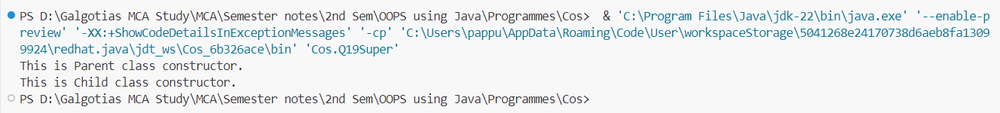 PS D:\Galgotias MCA Study\MCA\Semester notes\2nd Sem\OOPS using Java\Programmes\Cos>  & 'C:\Program Files\Java\jdk-22\bin\java.exe' '--enable-p
review' '-XX:+ShowCodeDetailsInExceptionMessages' '-cp' 'C:\Users\pappu\AppData\Roaming\Code\User\workspaceStorage\5041268e24170738d6aeb8fa1309
9924\redhat.java\jdt_ws\Cos_6b326ace\bin' 'Cos.Q19Super'
This is Parent class constructor.
This is Child class constructor.
PS D:\Galgotias MCA Study\MCA\Semester notes\2nd Sem\OOPS using Java\Programmes\Cos>